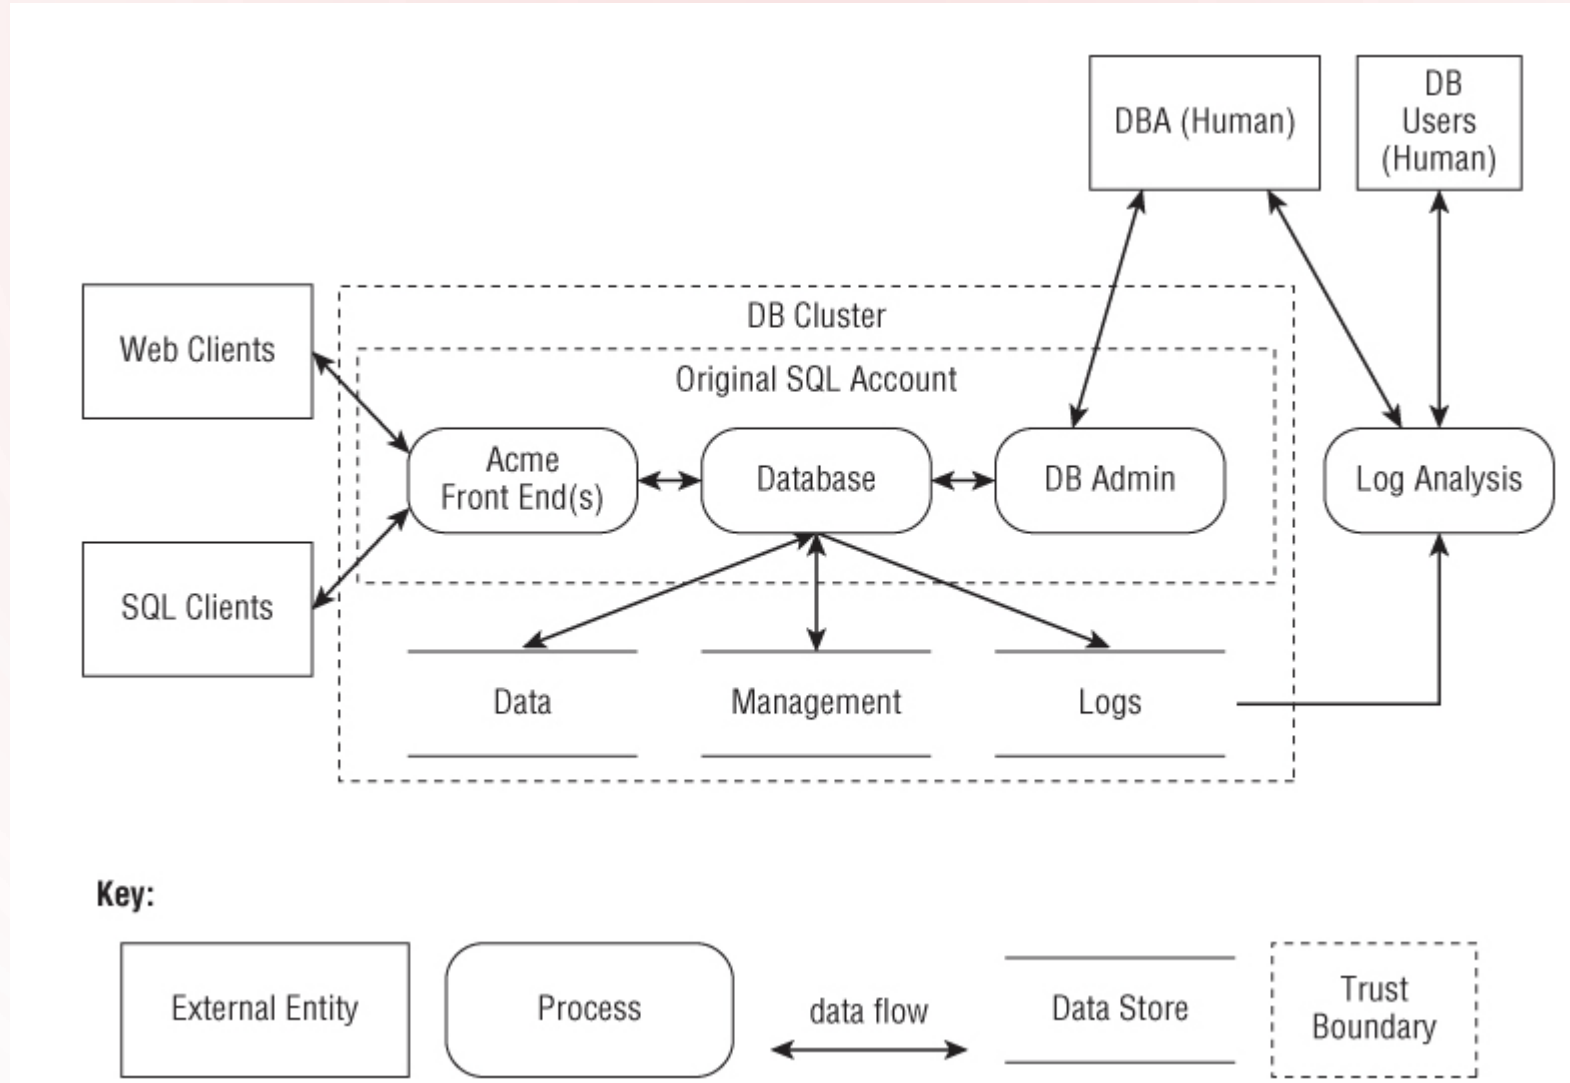 DBA (Human)
DB
Users
(Human)
Web Clients
DB Cluster
Original SQL Account
Acme
Front End(s)
Database
DB Admin
Log Analysis
SQL Clients
Data
Management
Logs
Key:
External Entity
Process
data flow
Data Store
Trust
Boundary